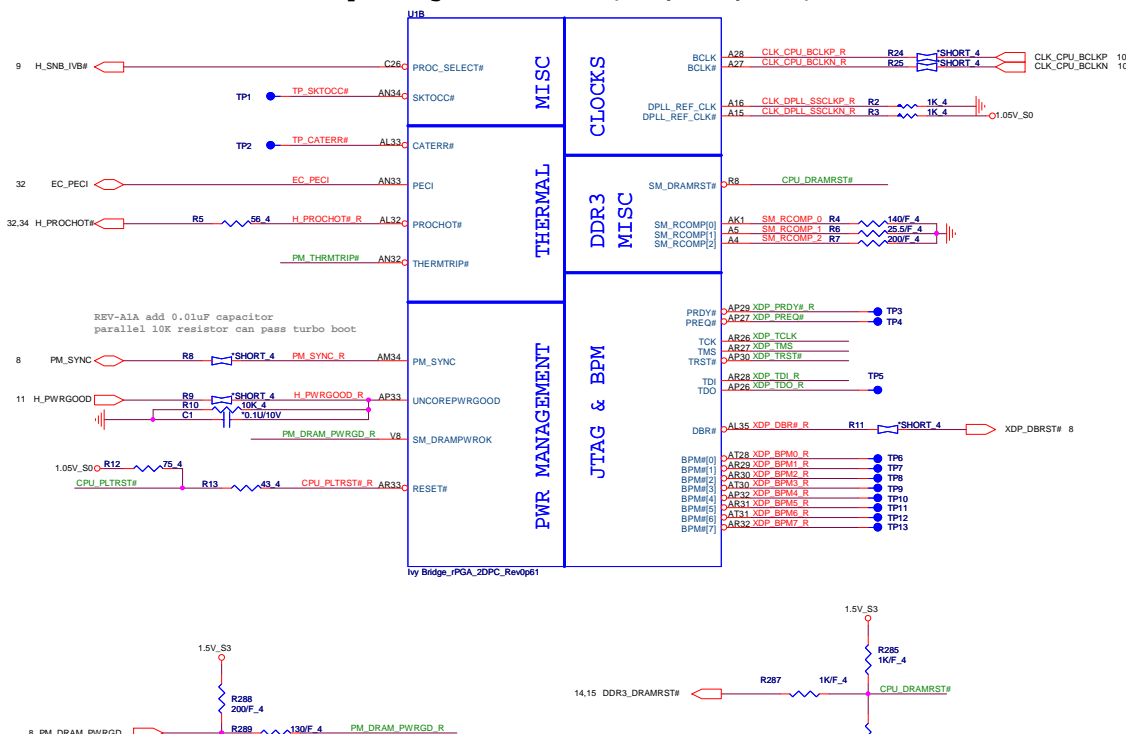 U1B
9 H_SNB_IVB# C26 PROC_SELECT#
TP1 TP_SKTOCC# AN34 SKTOCC#
MISC
TP2 TP_CATERR# AL33 CATERR#
32 EC_PECI EC_PECI AN33 PECI
32,34 H_PROCHOT# R5 56_4 H_PROCHOT#_R AL32 PROCHOT#
PM_THRMTRIP# AN32 THERMTRIP#
THERMAL
REV-A1A add 0.01uF capacitor
parallel 10K resistor can pass turbo boot
8 PM_SYNC R8 *SHORT_4 PM_SYNC_R AM34 PM_SYNC
11 H_PWRGOOD R9 *SHORT_4 H_PWRGOOD_R AP33 UNCOREPWRGOOD
R10 10K_4
C1 *0.1U/10V
PM_DRAM_PWRGD_R V8 SM_DRAMPWROK
1.05V_S0 R12 75_4
CPU_PLTRST# R13 43_4 CPU_PLTRST#_R AR33 RESET#
PWR MANAGEMENT
CLOCKS
BCLK A28 CLK_CPU_BCLKP_R R24 *SHORT_4 CLK_CPU_BCLKP 10
BCLK# A27 CLK_CPU_BCLKN_R R25 *SHORT_4 CLK_CPU_BCLKN 10
DPLL_REF_CLK A16 CLK_DPLL_SSCLKP_R R2 1K_4
DPLL_REF_CLK# A15 CLK_DPLL_SSCLKN_R R3 1K_4 1.05V_S0
DDR3
MISC
SM_DRAMRST# R8 CPU_DRAMRST#
SM_RCOMP[0] AK1 SM_RCOMP_0 R4 140/F_4
SM_RCOMP[1] A5 SM_RCOMP_1 R6 25.5/F_4
SM_RCOMP[2] A4 SM_RCOMP_2 R7 200/F_4
JTAG & BPM
PRDY# AP29 XDP_PRDY#_R TP3
PREQ# AP27 XDP_PREQ# TP4
TCK AR26 XDP_TCLK
TMS AR27 XDP_TMS
TRST# AP30 XDP_TRST#
TDI AR28 XDP_TDI_R TP5
TDO AP26 XDP_TDO_R
DBR# AL35 XDP_DBR#_R R11 *SHORT_4 XDP_DBRST# 8
BPM#[0] AT28 XDP_BPM0_R TP6
BPM#[1] AR29 XDP_BPM1_R TP7
BPM#[2] AR30 XDP_BPM2_R TP8
BPM#[3] AT30 XDP_BPM3_R TP9
BPM#[4] AP32 XDP_BPM4_R TP10
BPM#[5] AR31 XDP_BPM5_R TP11
BPM#[6] AT31 XDP_BPM6_R TP12
BPM#[7] AR32 XDP_BPM7_R TP13
Ivy Bridge_rPGA_2DPC_Rev0p61
1.5V_S3
R288
200/F_4
8 PM_DRAM_PWRGD R289 130/F_4 PM_DRAM_PWRGD_R
1.5V_S3
R285
1K/F_4
14,15 DDR3_DRAMRST# R287 1K/F_4 CPU_DRAMRST#